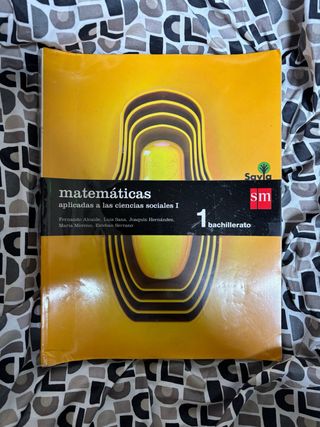 Savia
sm
matemáticas
aplicadas a las ciencias sociales I
Fernando Alcaide, Luis Sanz, Joaquín Hernández,
María Moreno, Esteban Serrano
1 bachillerato